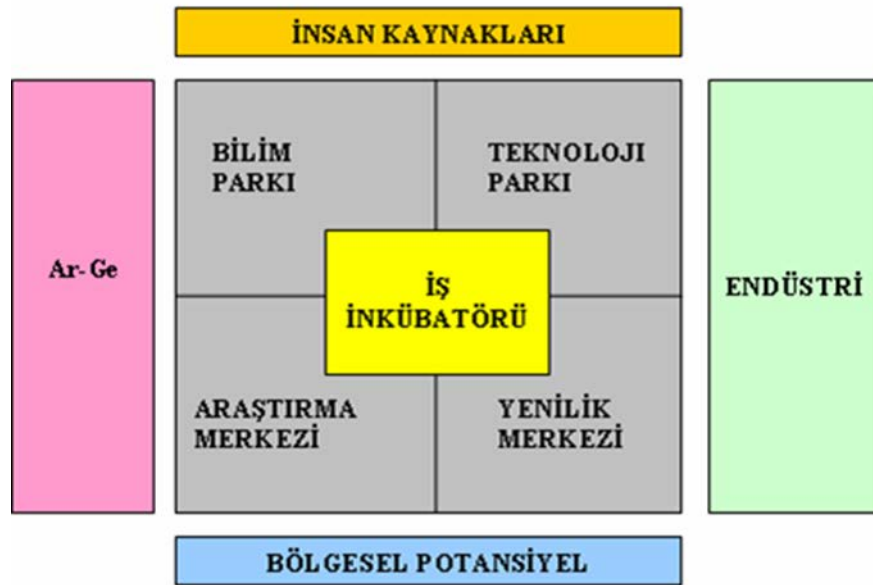 İNSAN KAYNAKLARI
BİLİM
PARKI
TEKNOLOJI
PARKI
Ar-Ge
İŞ
İNKÜBATÖRÜ
ENDÜSTRİ
ARAŞTIRMA
MERKEZİ
YENİLİK
MERKEZİ
BÖLGESEL POTANSİYEL